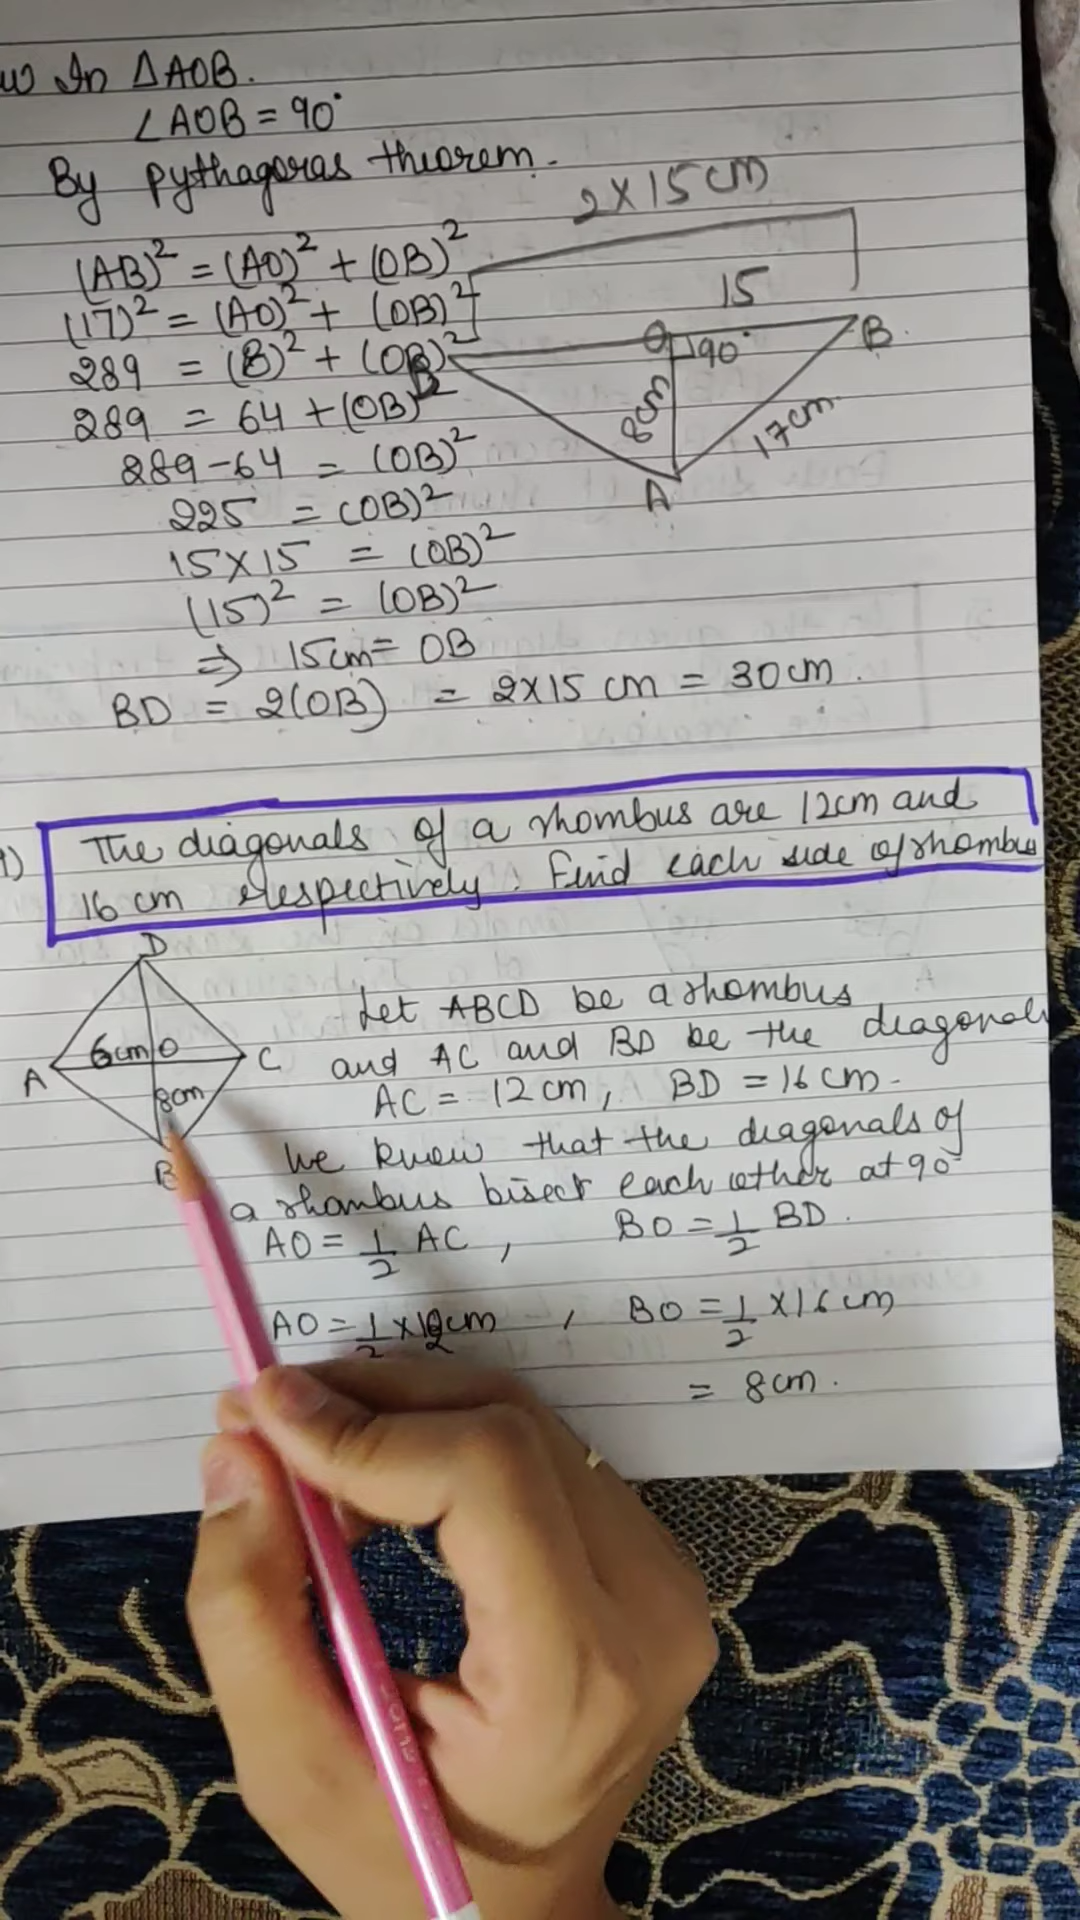 w In ΔAOB.
∠AOB = 90°
By pythagoras theorem.
2 X 15 cm
(AB)² = (AO)² + (OB)²
(17)² = (AO)² + (OB)²
15
289 = (8)² + (OB)²
D
O
90°
B
289 = 64 + (OB)²
8cm
17cm
289-64 = (OB)²
A
225 = (OB)²
15X15 = (OB)²
(15)² = (OB)²
⇒ 15cm = OB
BD = 2(OB) = 2x15 cm = 30cm.
The diagonals of a rhombus are 12cm and
16 cm respectively. Find each side of rhombus
D
Let ABCD be a rhombus
6cm O
A
C
and AC and BD be the diagonals
8cm
AC = 12 cm, BD = 16 cm.
B
We know that the diagonals of
a rhombus bisect each other at 90°
AO = 1/2 AC , BO = 1/2 BD.
AO = 1/2 x12cm , BO = 1/2 x16 cm
= 8cm.